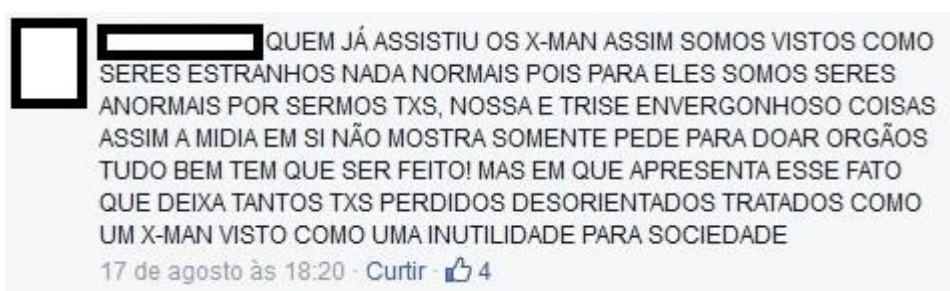 QUEM JÁ ASSISTIU OS X-MAN ASSIM SOMOS VISTOS COMO
SERES ESTRANHOS NADA NORMAIS POIS PARA ELES SOMOS SERES
ANORMAIS POR SERMOS TXS, NOSSA E TRISE ENVERGONHOSO COISAS
ASSIM A MIDIA EM SI NÃO MOSTRA SOMENTE PEDE PARA DOAR ORGÃOS
TUDO BEM TEM QUE SER FEITO! MAS EM QUE APRESENTA ESSE FATO
QUE DEIXA TANTOS TXS PERDIDOS DESORIENTADOS TRATADOS COMO
UM X-MAN VISTO COMO UMA INUTILIDADE PARA SOCIEDADE
17 de agosto às 18:20 · Curtir · 4